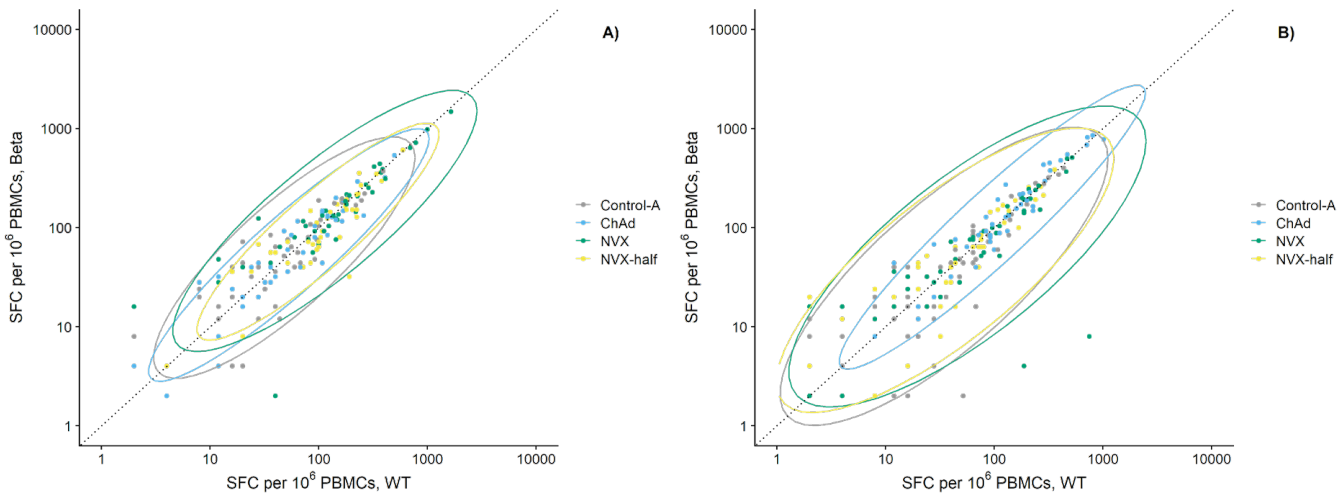 A)
10000
1000
100
10
1
SFC per 10⁶ PBMCs, Beta
1 10 100 1000 10000
SFC per 10⁶ PBMCs, WT
Control-A
ChAd
NVX
NVX-half
B)
10000
1000
100
10
1
SFC per 10⁶ PBMCs, Beta
1 10 100 1000 10000
SFC per 10⁶ PBMCs, WT
Control-A
ChAd
NVX
NVX-half